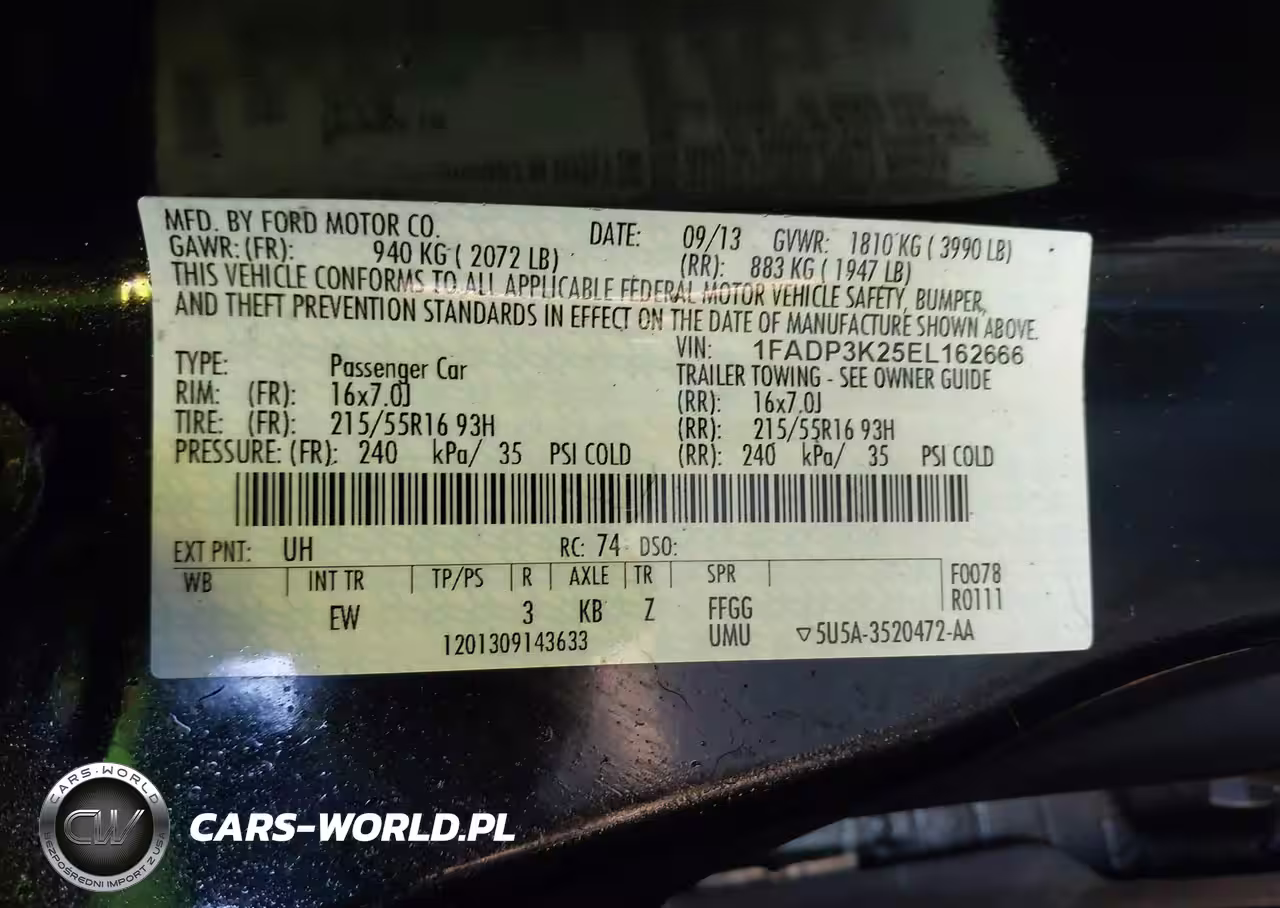 MFD. BY FORD MOTOR CO. DATE: 09/13 GVWR: 1810 KG ( 3990 LB)
GAWR: (FR): 940 KG ( 2072 LB) (RR): 883 KG ( 1947 LB)
THIS VEHICLE CONFORMS TO ALL APPLICABLE FEDERAL MOTOR VEHICLE SAFETY, BUMPER,
AND THEFT PREVENTION STANDARDS IN EFFECT ON THE DATE OF MANUFACTURE SHOWN ABOVE.
VIN: 1FADP3K25EL162666
TYPE: Passenger Car TRAILER TOWING - SEE OWNER GUIDE
RIM: (FR): 16x7.0J (RR): 16x7.0J
TIRE: (FR): 215/55R16 93H (RR): 215/55R16 93H
PRESSURE: (FR): 240 kPa/ 35 PSI COLD (RR): 240 kPa/ 35 PSI COLD
EXT PNT: UH RC: 74 DSO:
WB INT TR TP/PS R AXLE TR SPR F0078
EW 3 KB Z FFGG R0111
1201309143633 UMU ▽5U5A-3520472-AA
CARS-WORLD
CW
BEZPOŚREDNI IMPORT Z USA
CARS-WORLD.PL